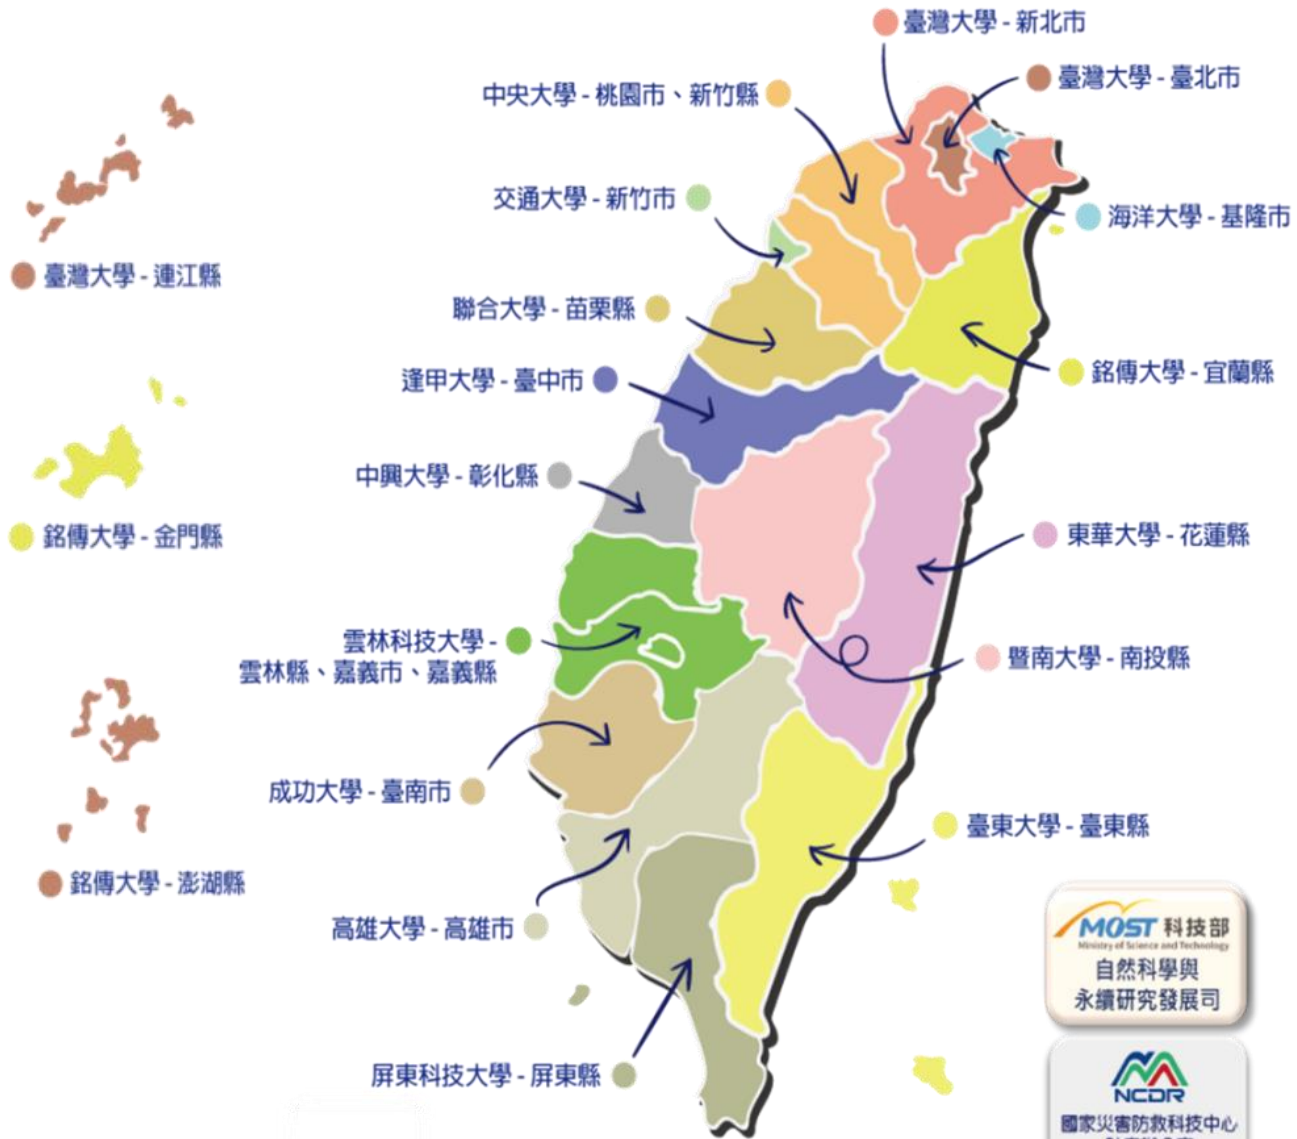 臺灣大學 - 新北市
臺灣大學 - 臺北市
中央大學 - 桃園市、新竹縣
交通大學 - 新竹市
海洋大學 - 基隆市
臺灣大學 - 連江縣
聯合大學 - 苗栗縣
銘傳大學 - 宜蘭縣
逢甲大學 - 臺中市
中興大學 - 彰化縣
銘傳大學 - 金門縣
東華大學 - 花蓮縣
雲林科技大學 -
雲林縣、嘉義市、嘉義縣
暨南大學 - 南投縣
成功大學 - 臺南市
臺東大學 - 臺東縣
銘傳大學 - 澎湖縣
高雄大學 - 高雄市
屏東科技大學 - 屏東縣
MOST 科技部
Ministry of Science and Technology
自然科學與
永續研究發展司
NCDR
國家災害防救科技中心